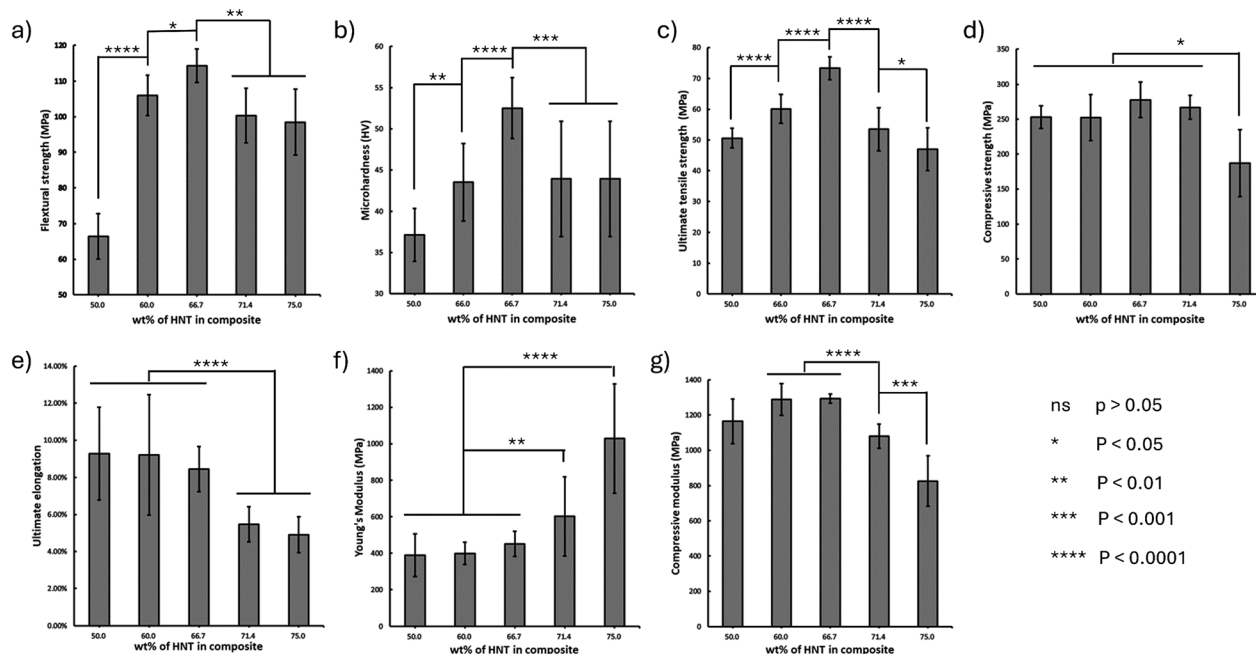 a)
**
*
****
Flextural strength (MPa)
120
110
100
90
80
70
60
50
50.0 60.0 66.7 71.4 75.0
wt% of HNT in composite
b)
***
****
**
Microhardness (HV)
60
55
50
45
40
35
30
50.0 66.0 66.7 71.4 75.0
wt% of HNT in composite
c)
****
****
****
*
Ultimate tensile strength (MPa)
80
70
60
50
40
30
20
10
0
50.0 66.0 66.7 71.4 75.0
wt% of HNT in composite
d)
*
Compressive strength (MPa)
350
300
250
200
150
100
50
0
50.0 60.0 66.7 71.4 75.0
wt% of HNT in composite
e)
****
Ultimate elongation
14.00%
12.00%
10.00%
8.00%
6.00%
4.00%
2.00%
0.00%
50.0 60.0 66.7 71.4 75.0
wt% of HNT in composite
f)
****
**
Young's Modulus (MPa)
1400
1200
1000
800
600
400
200
0
50.0 60.0 66.7 71.4 75.0
wt% of HNT in composite
g)
****
***
Compressive modulus (MPa)
1400
1200
1000
800
600
400
200
0
50.0 60.0 66.7 71.4 75.0
wt% of HNT in composite
ns p > 0.05
* P < 0.05
** P < 0.01
*** P < 0.001
**** P < 0.0001